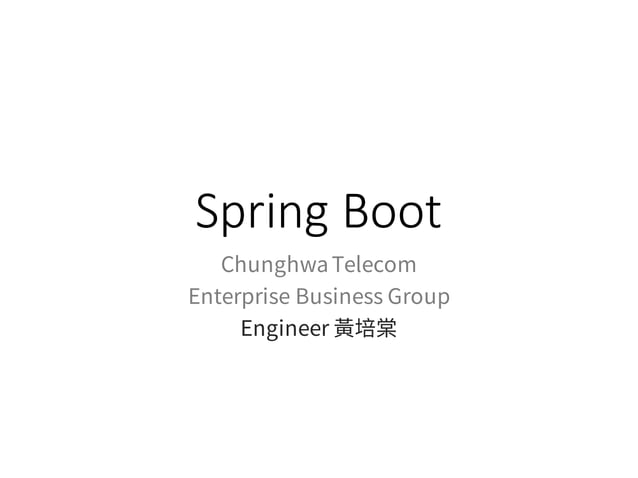 Spring Boot
Chunghwa Telecom
Enterprise Business Group
Engineer 黃培棠